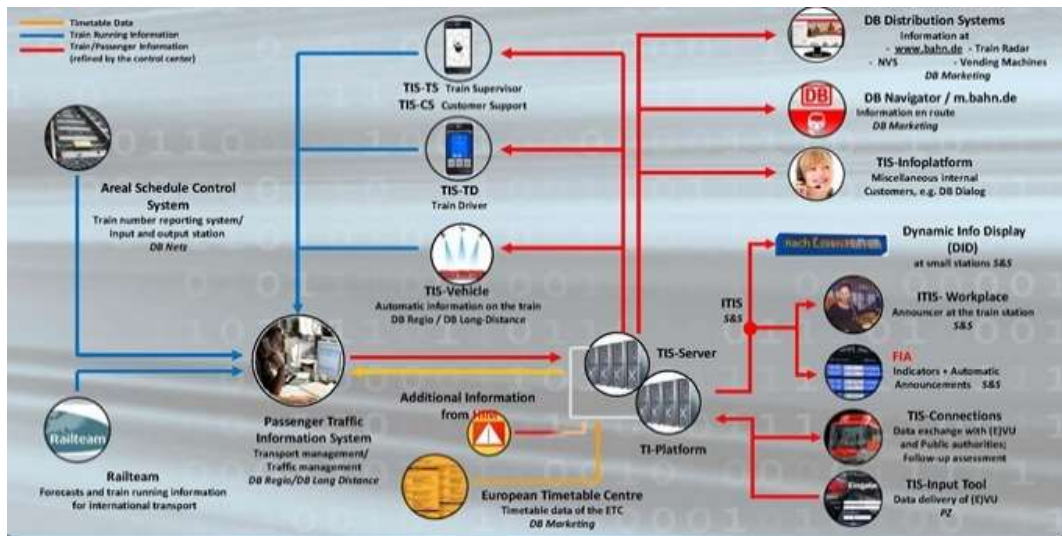 Timetable Data
Train Running Information
Train/Passenger Information
(refined by the control center)
TIS-TS Train Supervisor
TIS-CS Customer Support
TIS-TD
Train Driver
TIS-Vehicle
Automatic information on the train
DB Regio / DB Long-Distance
Areal Schedule Control
System
Train number reporting system/
Input and output station
DB Netz
Railteam
Railteam
Forecasts and train running information
for international transport
Passenger Traffic
Information System
Transport management/
Traffic management
DB Regio/DB Long Distance
Additional Information
from HIM
European Timetable Centre
Timetable data of the ETC
DB Marketing
TIS-Server
TI-Platform
DB Distribution Systems
Information at
- www.bahn.de - Train Radar
- NVS - Vending Machines
DB Marketing
DB
DB Navigator / m.bahn.de
Information en route
DB Marketing
TIS-Infoplatform
Miscellaneous internal
Customers, e.g. DB Dialog
ITIS
S&S
Dynamic Info Display
(DID)
at small stations S&S
ITIS- Workplace
Announcer at the train station
S&S
FIA
Indicators + Automatic
Announcements S&S
TIS-Connections
Data exchange with (E)VU
and Public authorities;
Follow-up assessment
Eingabe
TIS-Input Tool
Data delivery of (E)VU
PZ